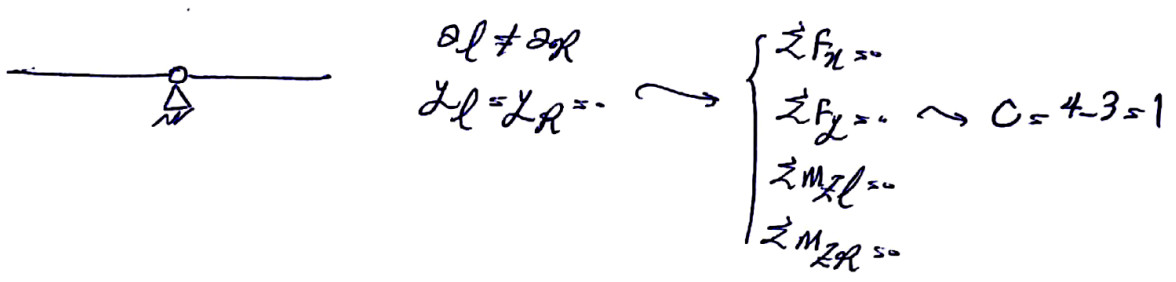 θl ≠ θR
yl = yR = 0
ΣFx = 0
ΣFy = 0
ΣMzl = 0
ΣMzR = 0
C = 4-3 = 1